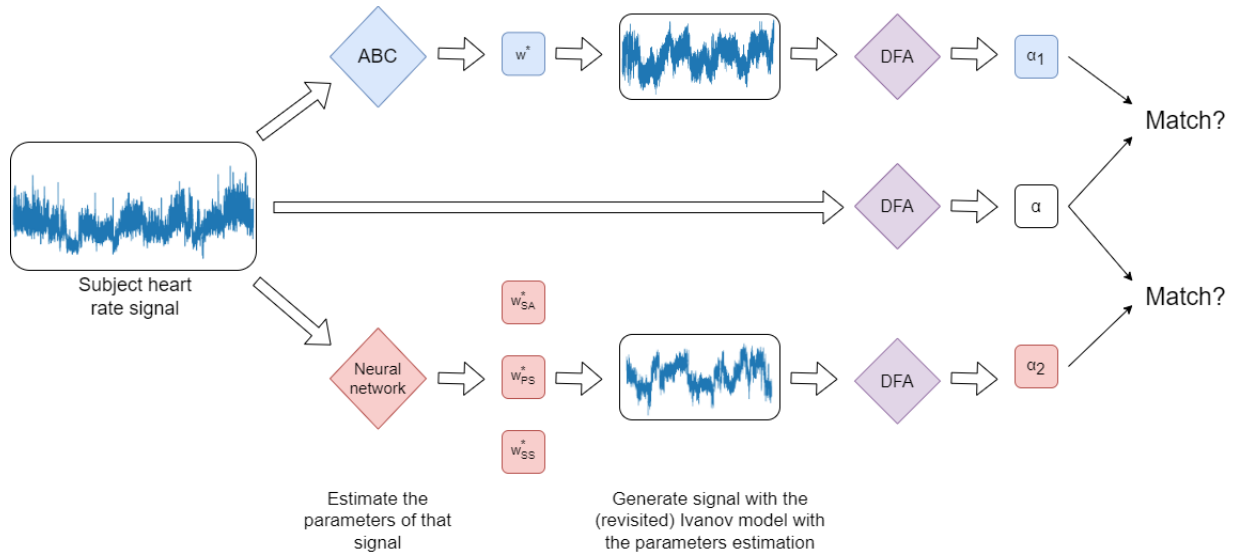 ABC
w*
DFA
α1
Match?
Subject heart
rate signal
DFA
α
Match?
Neural
network
w*SA
w*PS
w*SS
DFA
α2
Estimate the
parameters of that
signal
Generate signal with the
(revisited) Ivanov model with
the parameters estimation